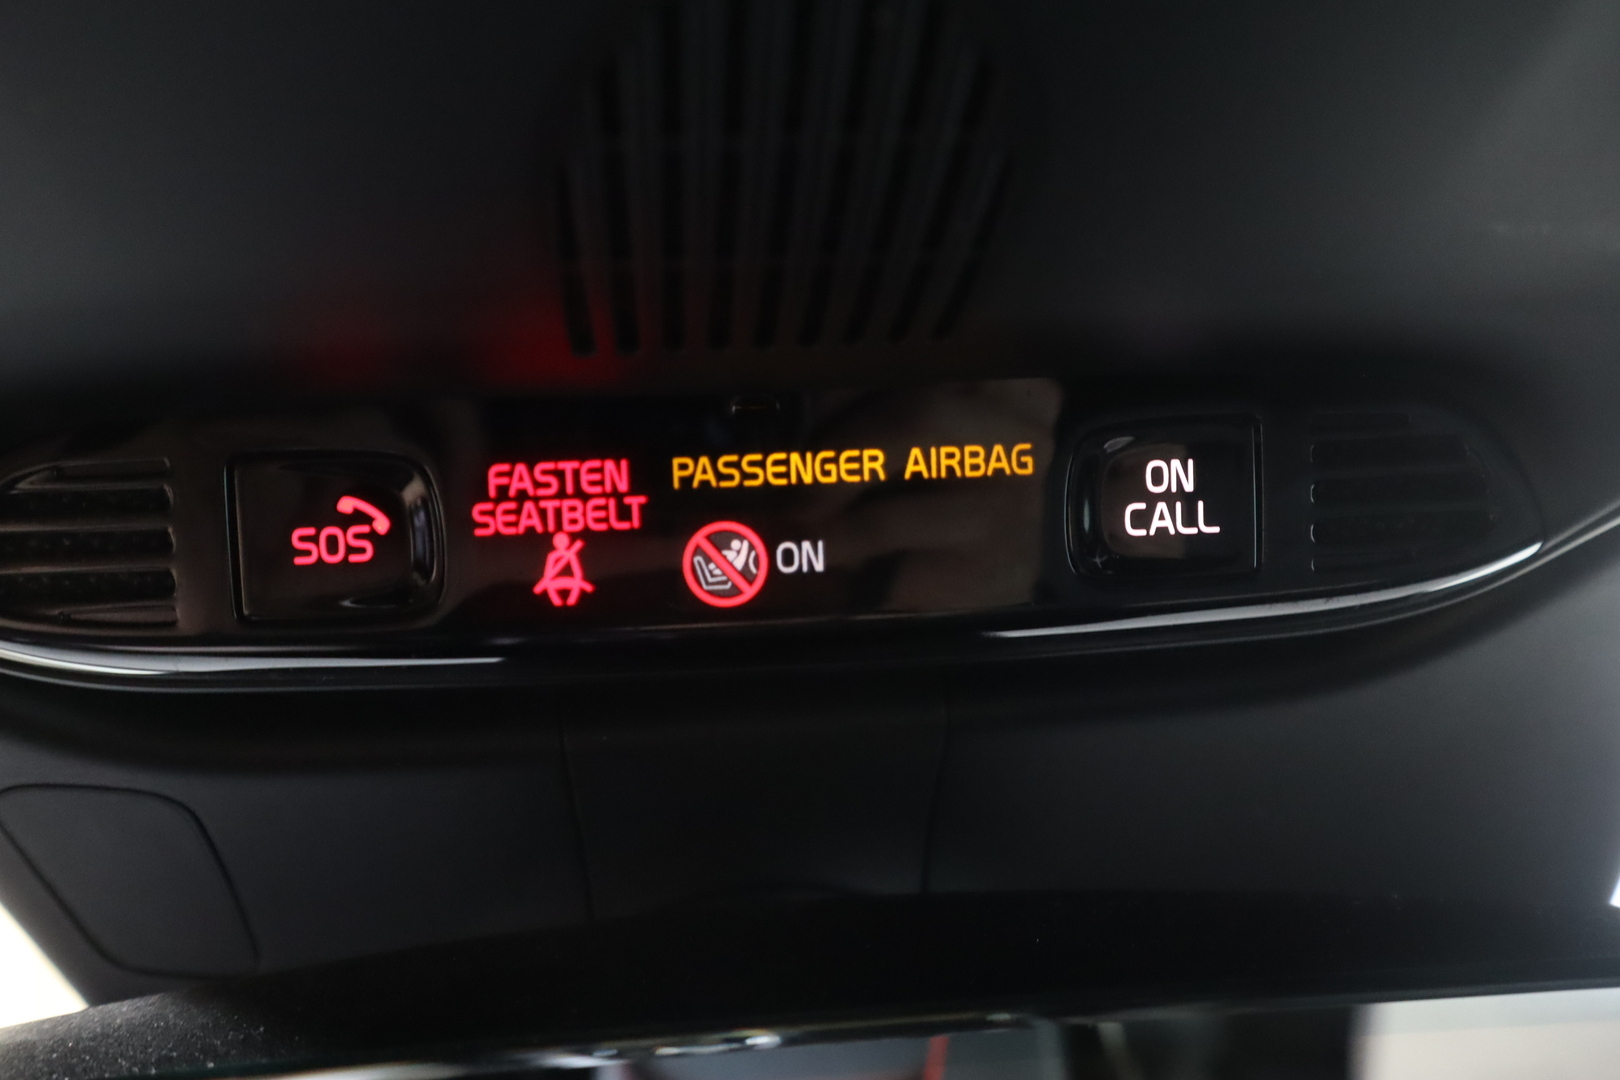 SOS
FASTEN
SEATBELT
PASSENGER AIRBAG
ON
ON
CALL